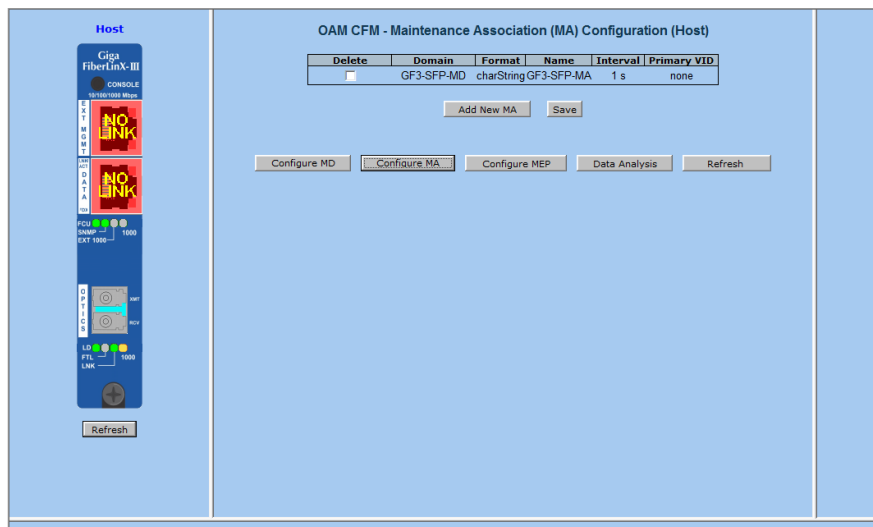 Host
Giga
FiberLinX-III
CONSOLE
10/100/1000 Mbps
EXT MGMT
NO
LINK
LNK
ACT
DATA
NO
LINK
FCU
SNMP
1000
EXT 1000
OPTICS
XMT
RCV
LD
FTL
1000
LNK
Refresh
OAM CFM - Maintenance Association (MA) Configuration (Host)
Delete Domain Format Name Interval Primary VID
GF3-SFP-MD charString GF3-SFP-MA 1 s none
Add New MA Save
Configure MD Configure MA Configure MEP Data Analysis Refresh